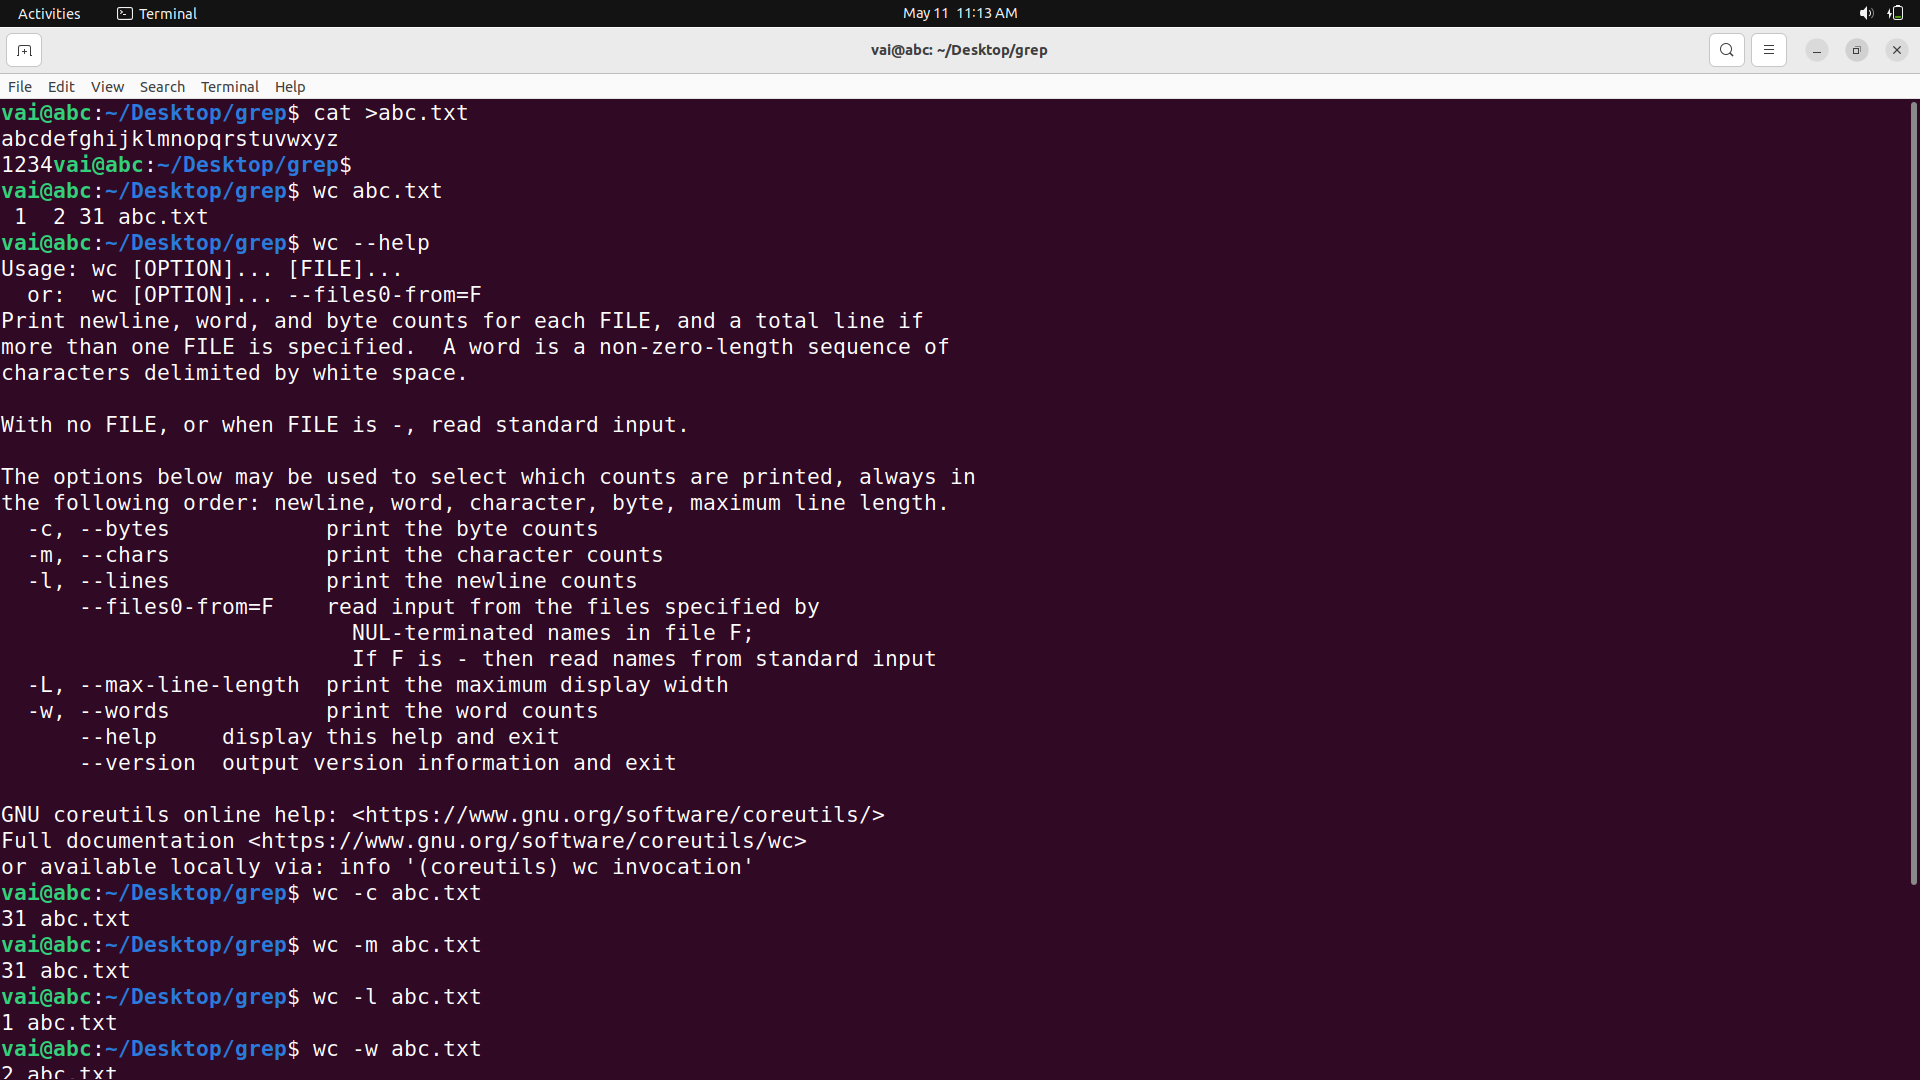 Activities Terminal May 11 11:13 AM
vai@abc: ~/Desktop/grep
File Edit View Search Terminal Help
vai@abc:~/Desktop/grep$ cat >abc.txt
abcdefghijklmnopqrstuvwxyz
1234vai@abc:~/Desktop/grep$
vai@abc:~/Desktop/grep$ wc abc.txt
 1  2 31 abc.txt
vai@abc:~/Desktop/grep$ wc --help
Usage: wc [OPTION]... [FILE]...
  or:  wc [OPTION]... --files0-from=F
Print newline, word, and byte counts for each FILE, and a total line if
more than one FILE is specified.  A word is a non-zero-length sequence of
characters delimited by white space.

With no FILE, or when FILE is -, read standard input.

The options below may be used to select which counts are printed, always in
the following order: newline, word, character, byte, maximum line length.
  -c, --bytes            print the byte counts
  -m, --chars            print the character counts
  -l, --lines            print the newline counts
      --files0-from=F    read input from the files specified by
                           NUL-terminated names in file F;
                           If F is - then read names from standard input
  -L, --max-line-length  print the maximum display width
  -w, --words            print the word counts
      --help     display this help and exit
      --version  output version information and exit

GNU coreutils online help: <https://www.gnu.org/software/coreutils/>
Full documentation <https://www.gnu.org/software/coreutils/wc>
or available locally via: info '(coreutils) wc invocation'
vai@abc:~/Desktop/grep$ wc -c abc.txt
31 abc.txt
vai@abc:~/Desktop/grep$ wc -m abc.txt
31 abc.txt
vai@abc:~/Desktop/grep$ wc -l abc.txt
1 abc.txt
vai@abc:~/Desktop/grep$ wc -w abc.txt
2 abc.txt